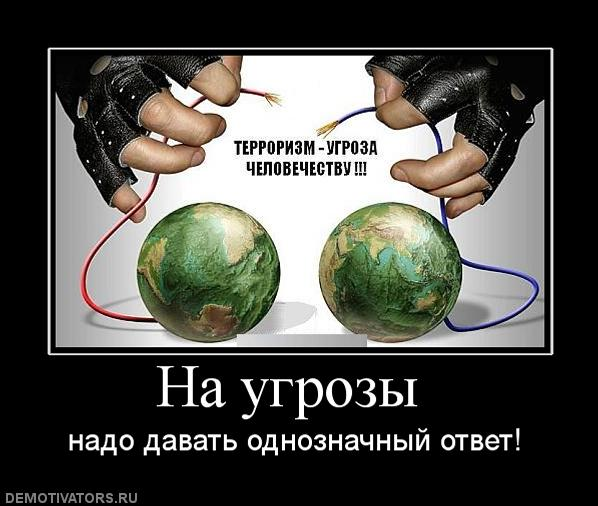 ТЕРРОРИЗМ - УГРОЗА
ЧЕЛОВЕЧЕСТВУ !!!
На угрозы
надо давать однозначный ответ!
DEMOTIVATORS.RU